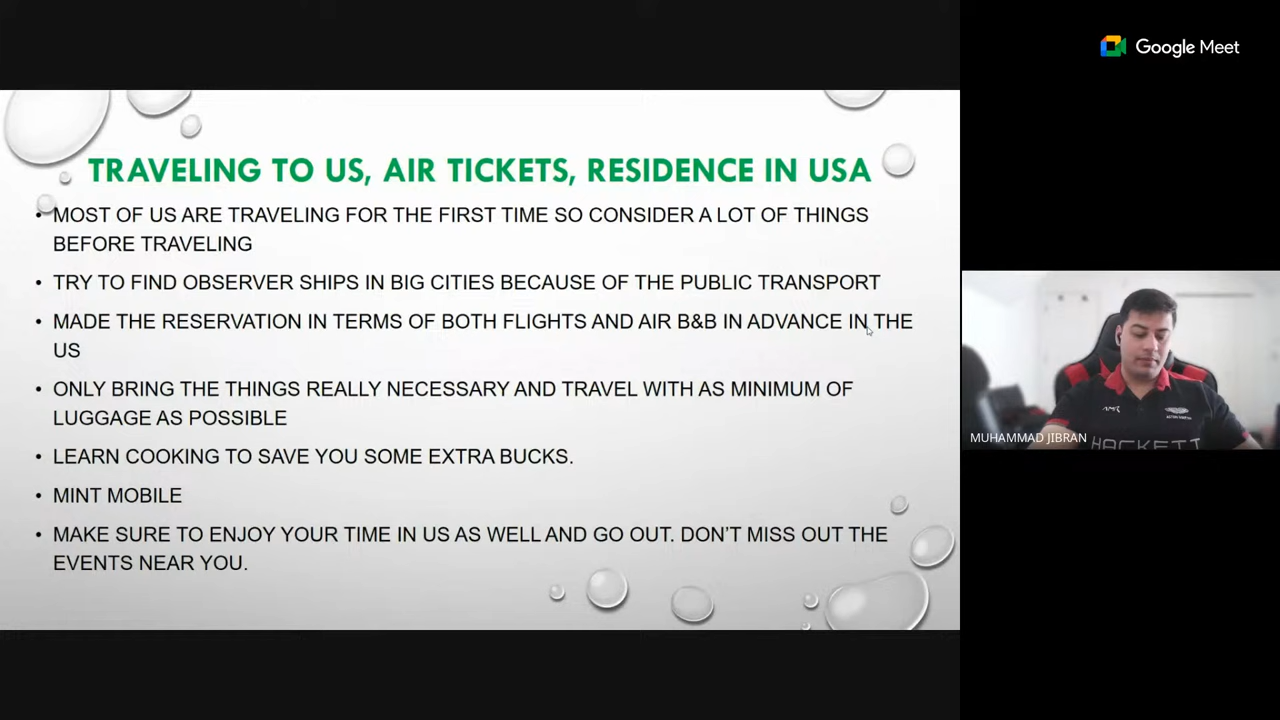 Google Meet
TRAVELING TO US, AIR TICKETS, RESIDENCE IN USA
• MOST OF US ARE TRAVELING FOR THE FIRST TIME SO CONSIDER A LOT OF THINGS
BEFORE TRAVELING
• TRY TO FIND OBSERVER SHIPS IN BIG CITIES BECAUSE OF THE PUBLIC TRANSPORT
• MADE THE RESERVATION IN TERMS OF BOTH FLIGHTS AND AIR B&B IN ADVANCE IN THE
US
• ONLY BRING THE THINGS REALLY NECESSARY AND TRAVEL WITH AS MINIMUM OF
LUGGAGE AS POSSIBLE
• LEARN COOKING TO SAVE YOU SOME EXTRA BUCKS.
• MINT MOBILE
• MAKE SURE TO ENJOY YOUR TIME IN US AS WELL AND GO OUT. DON'T MISS OUT THE
EVENTS NEAR YOU.
MUHAMMAD JIBRAN
HACKETT